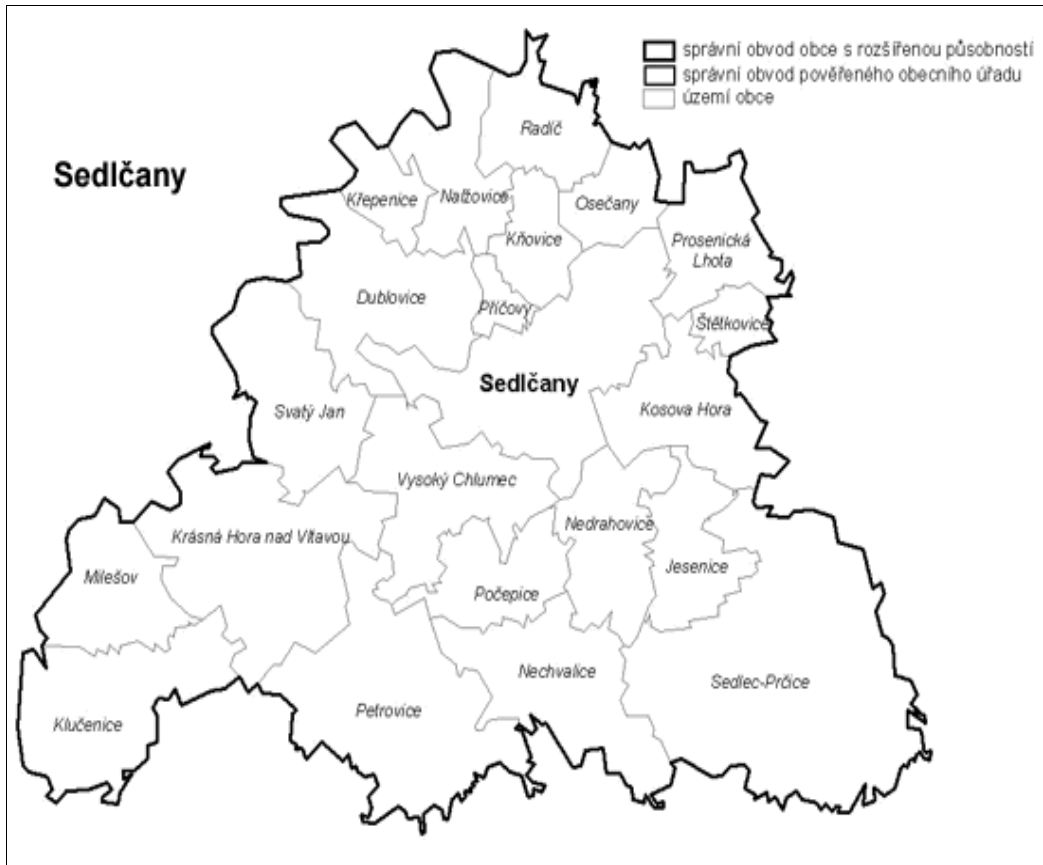 správní obvod obce s rozšířenou působností
správní obvod pověřeného obecního úřadu
území obce
Sedlčany
Radíč
Křepenice
Nalžovice
Osečany
Kňovice
Prosenická
Lhota
Dublovice
Příčovy
Štětkovice
Sedlčany
Svatý Jan
Kosova Hora
Vysoký Chlumec
Krásná Hora nad Vltavou
Nedrahovice
Milešov
Jesenice
Počepice
Nechvalice
Sedlec-Prčice
Klučenice
Petrovice